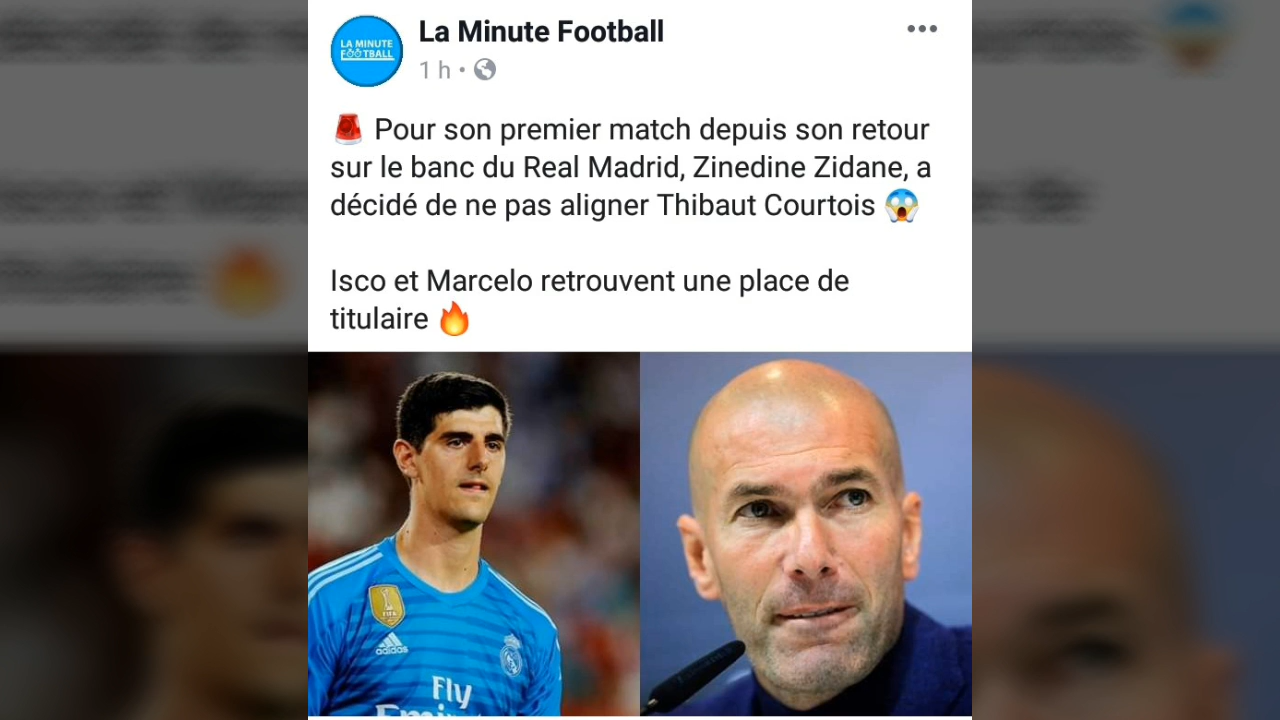 LA MINUTE
FOOTBALL
La Minute Football
1 h •
🚨 Pour son premier match depuis son retour
sur le banc du Real Madrid, Zinedine Zidane, a
décidé de ne pas aligner Thibaut Courtois 😱
Isco et Marcelo retrouvent une place de
titulaire 🔥
FIFA
adidas
Fly
Emirates